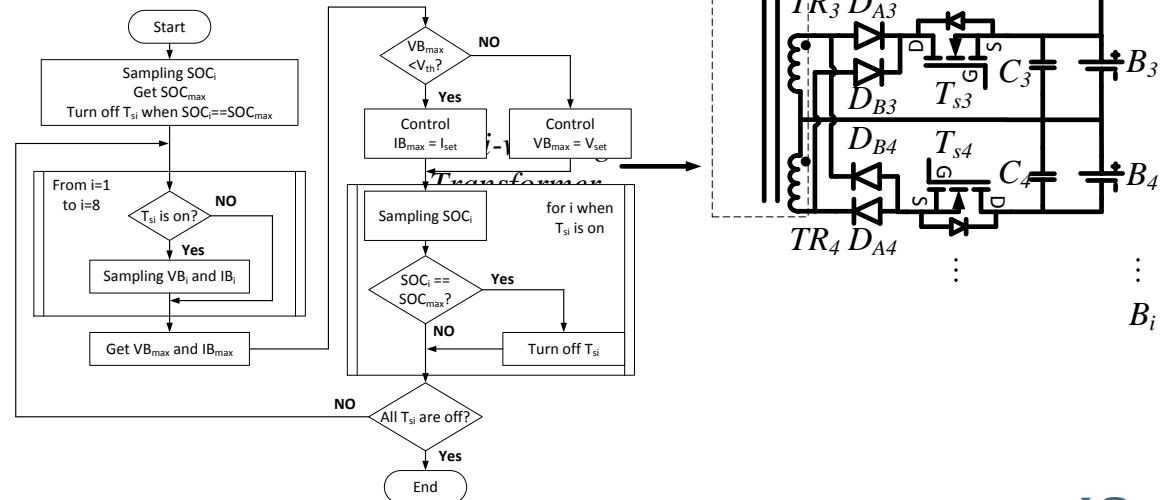 Start
Sampling SOCi
Get SOCmax
Turn off Tsi when SOCi==SOCmax
From i=1
to i=8
Tsi is on?
NO
Yes
Sampling VBi and IBi
Get VBmax and IBmax
VBmax
<Vth?
NO
Yes
Control
IBmax = Iset
Control
VBmax = Vset
Transformer
Sampling SOCi
for i when
Tsi is on
SOCi ==
SOCmax?
Yes
NO
Turn off Tsi
All Tsi are off?
NO
Yes
End
TR3 DA3
D
S
G
DB3
Ts3
C3
B3
DB4
Ts4
G
S
D
C4
B4
TR4 DA4
⋮
⋮
Bi